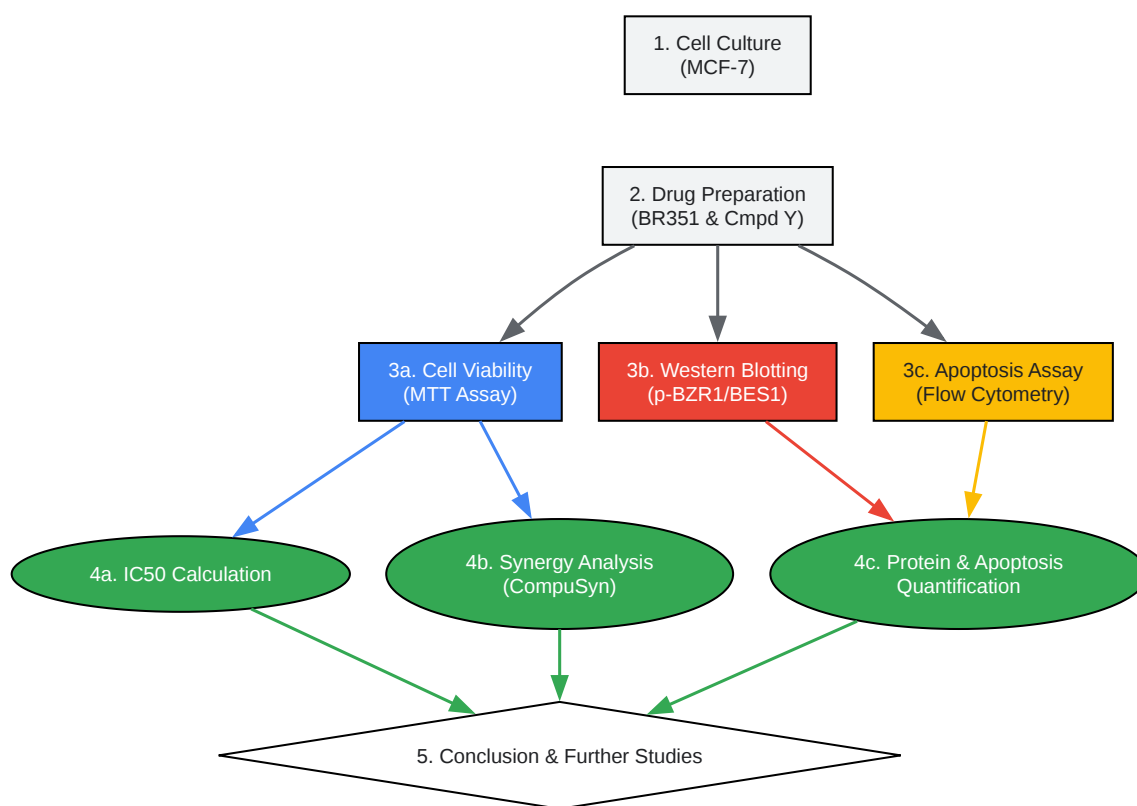 1. Cell Culture
(MCF-7)
2. Drug Preparation
(BR351 & Cmpd Y)
3a. Cell Viability
(MTT Assay)
3b. Western Blotting
(p-BZR1/BES1)
3c. Apoptosis Assay
(Flow Cytometry)
4a. IC50 Calculation
4b. Synergy Analysis
(CompuSyn)
4c. Protein & Apoptosis
Quantification
5. Conclusion & Further Studies